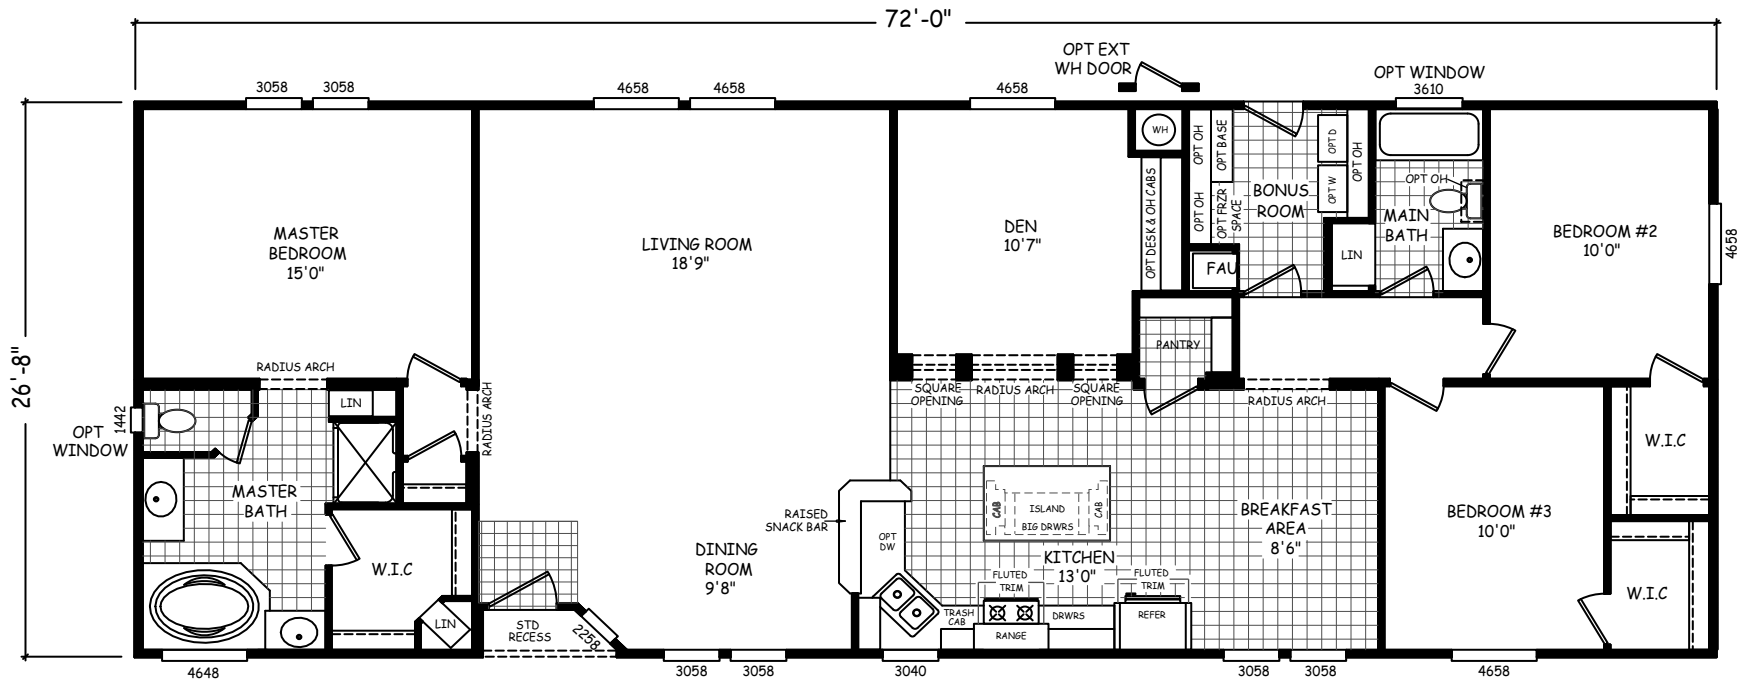 72'-0"
OPT EXT
WH DOOR
OPT WINDOW
3058
3058
4658
4658
4658
3610
26'-8"
MASTER
BEDROOM
15'0"
LIVING ROOM
18'9"
DEN
10'7"
WH
OPT DESK & OH CABS
OPT OH
OPT OH
OPT BASE
OPT FRZR
SPACE
BONUS
ROOM
OPT D
OPT W
OPT OH
FAU
LIN
OPT OH
MAIN
BATH
BEDROOM #2
10'0"
4658
RADIUS ARCH
LIN
RADIUS ARCH
1442
OPT
WINDOW
SQUARE
OPENING
RADIUS ARCH
SQUARE
OPENING
PANTRY
RADIUS ARCH
W.I.C
MASTER
BATH
W.I.C
LIN
STD
RECESS
2258
DINING
ROOM
9'8"
RAISED
SNACK BAR
OPT
DW
CAB
ISLAND
BIG DRWRS
CAB
KITCHEN
13'0"
FLUTED
TRIM
FLUTED
TRIM
TRASH
CAB
RANGE
DRWRS
REFER
BREAKFAST
AREA
8'6"
BEDROOM #3
10'0"
W.I.C
4648
3058
3058
3040
3058
3058
4658